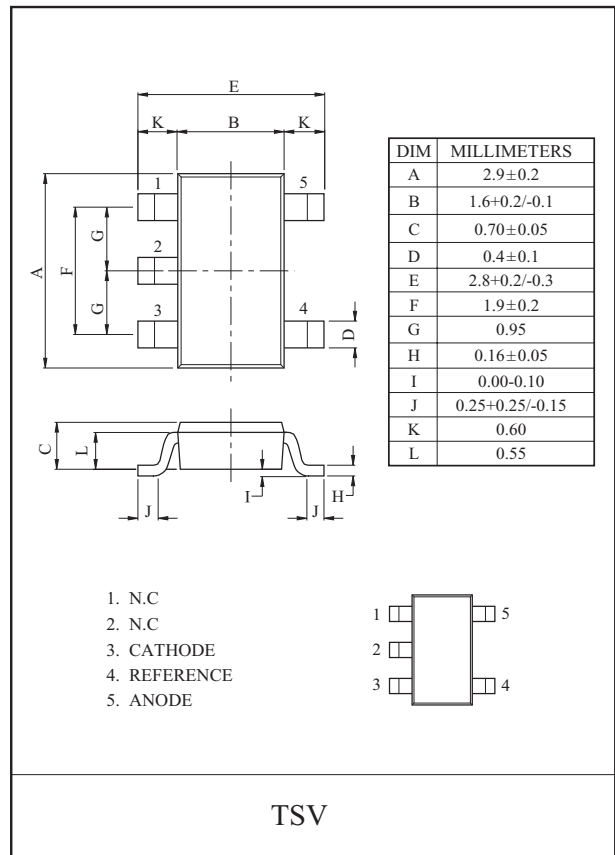 E
K B K
1 5
2
3 4
A
F
G
G
D
C
L
I
H
J
J
DIM MILLIMETERS
A 2.9±0.2
B 1.6+0.2/-0.1
C 0.70±0.05
D 0.4±0.1
E 2.8+0.2/-0.3
F 1.9±0.2
G 0.95
H 0.16±0.05
I 0.00-0.10
J 0.25+0.25/-0.15
K 0.60
L 0.55
1. N.C
2. N.C
3. CATHODE
4. REFERENCE
5. ANODE
1 5
2
3 4
TSV